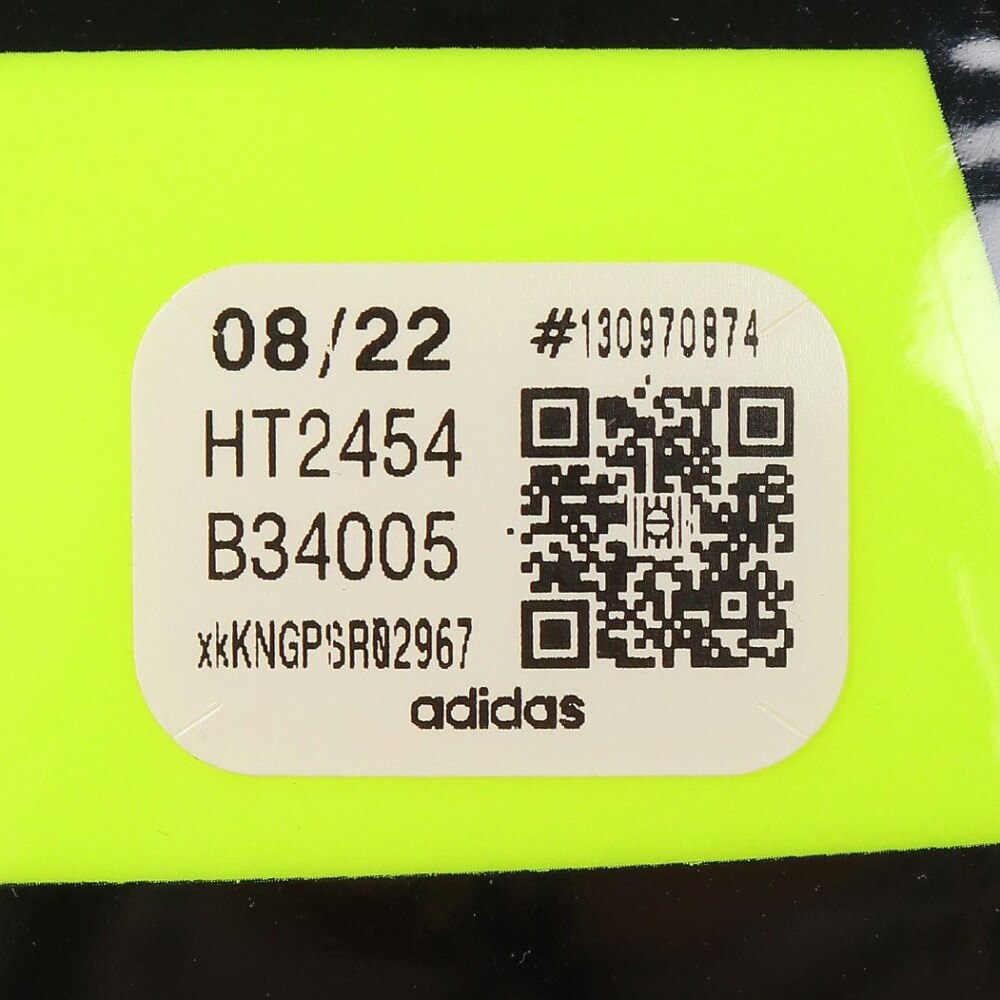 08/22
#130970874
HT2454
B34005
xkKNGPSR02967
adidas